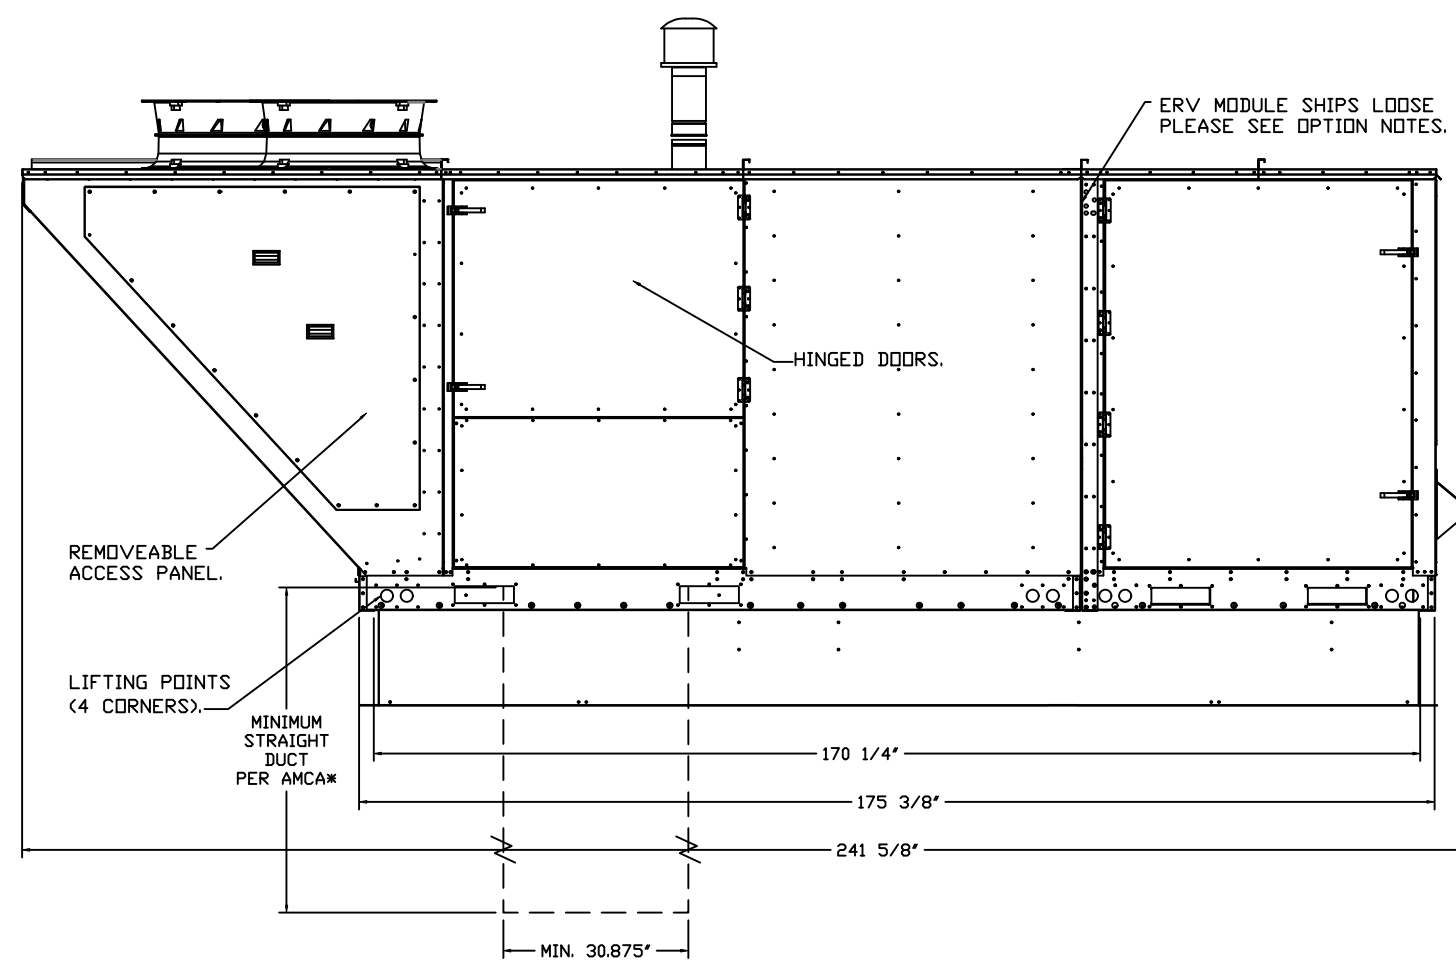 ERV MODULE SHIPS LOOSE
PLEASE SEE OPTION NOTES.
HINGED DOORS.
REMOVEABLE
ACCESS PANEL.
LIFTING POINTS
(4 CORNERS).
MINIMUM
STRAIGHT
DUCT
PER AMCA*
170 1/4"
175 3/8"
241 5/8"
MIN. 30.875"